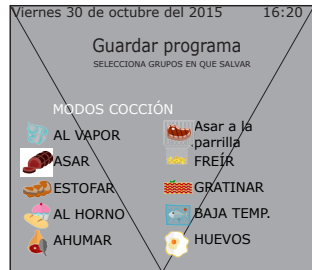 Viernes 30 de octubre del 2015 16:20
Guardar programa
SELECCIONA GRUPOS EN QUE SALVAR
MODOS COCCIÓN
AL VAPOR
Asar a la
parrilla
ASAR
FREÍR
ESTOFAR
GRATINAR
AL HORNO
BAJA TEMP.
AHUMAR
HUEVOS